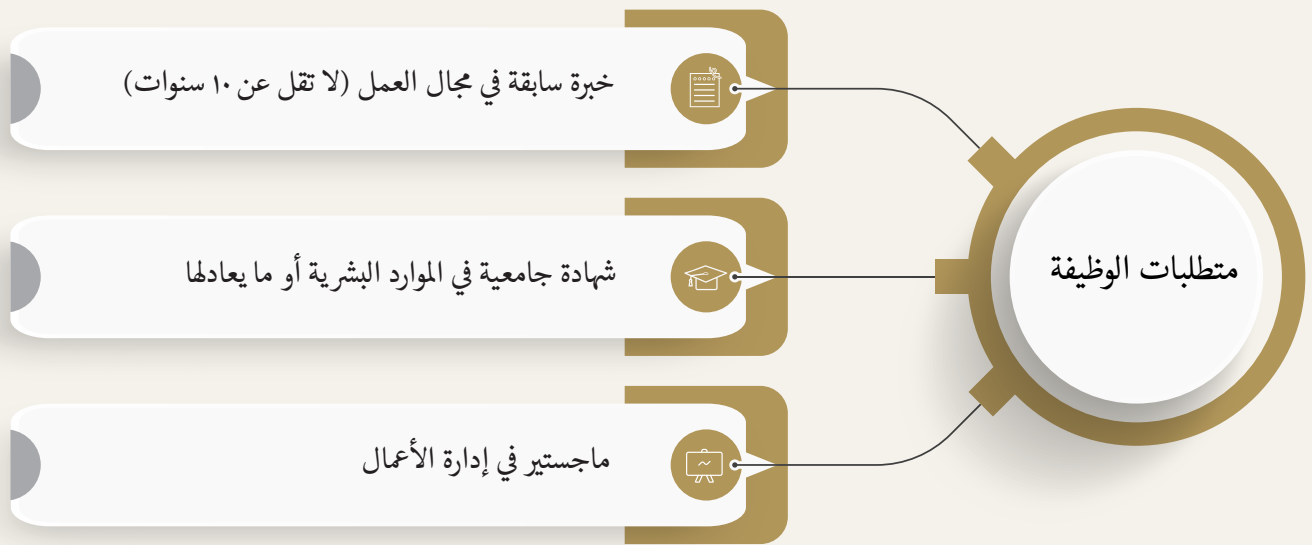 متطلبات الوظيفة
خبرة سابقة في مجال العمل (لا تقل عن ١٠ سنوات)
شهادة جامعية في الموارد البشرية أو ما يعادلها
ماجستير في إدارة الأعمال